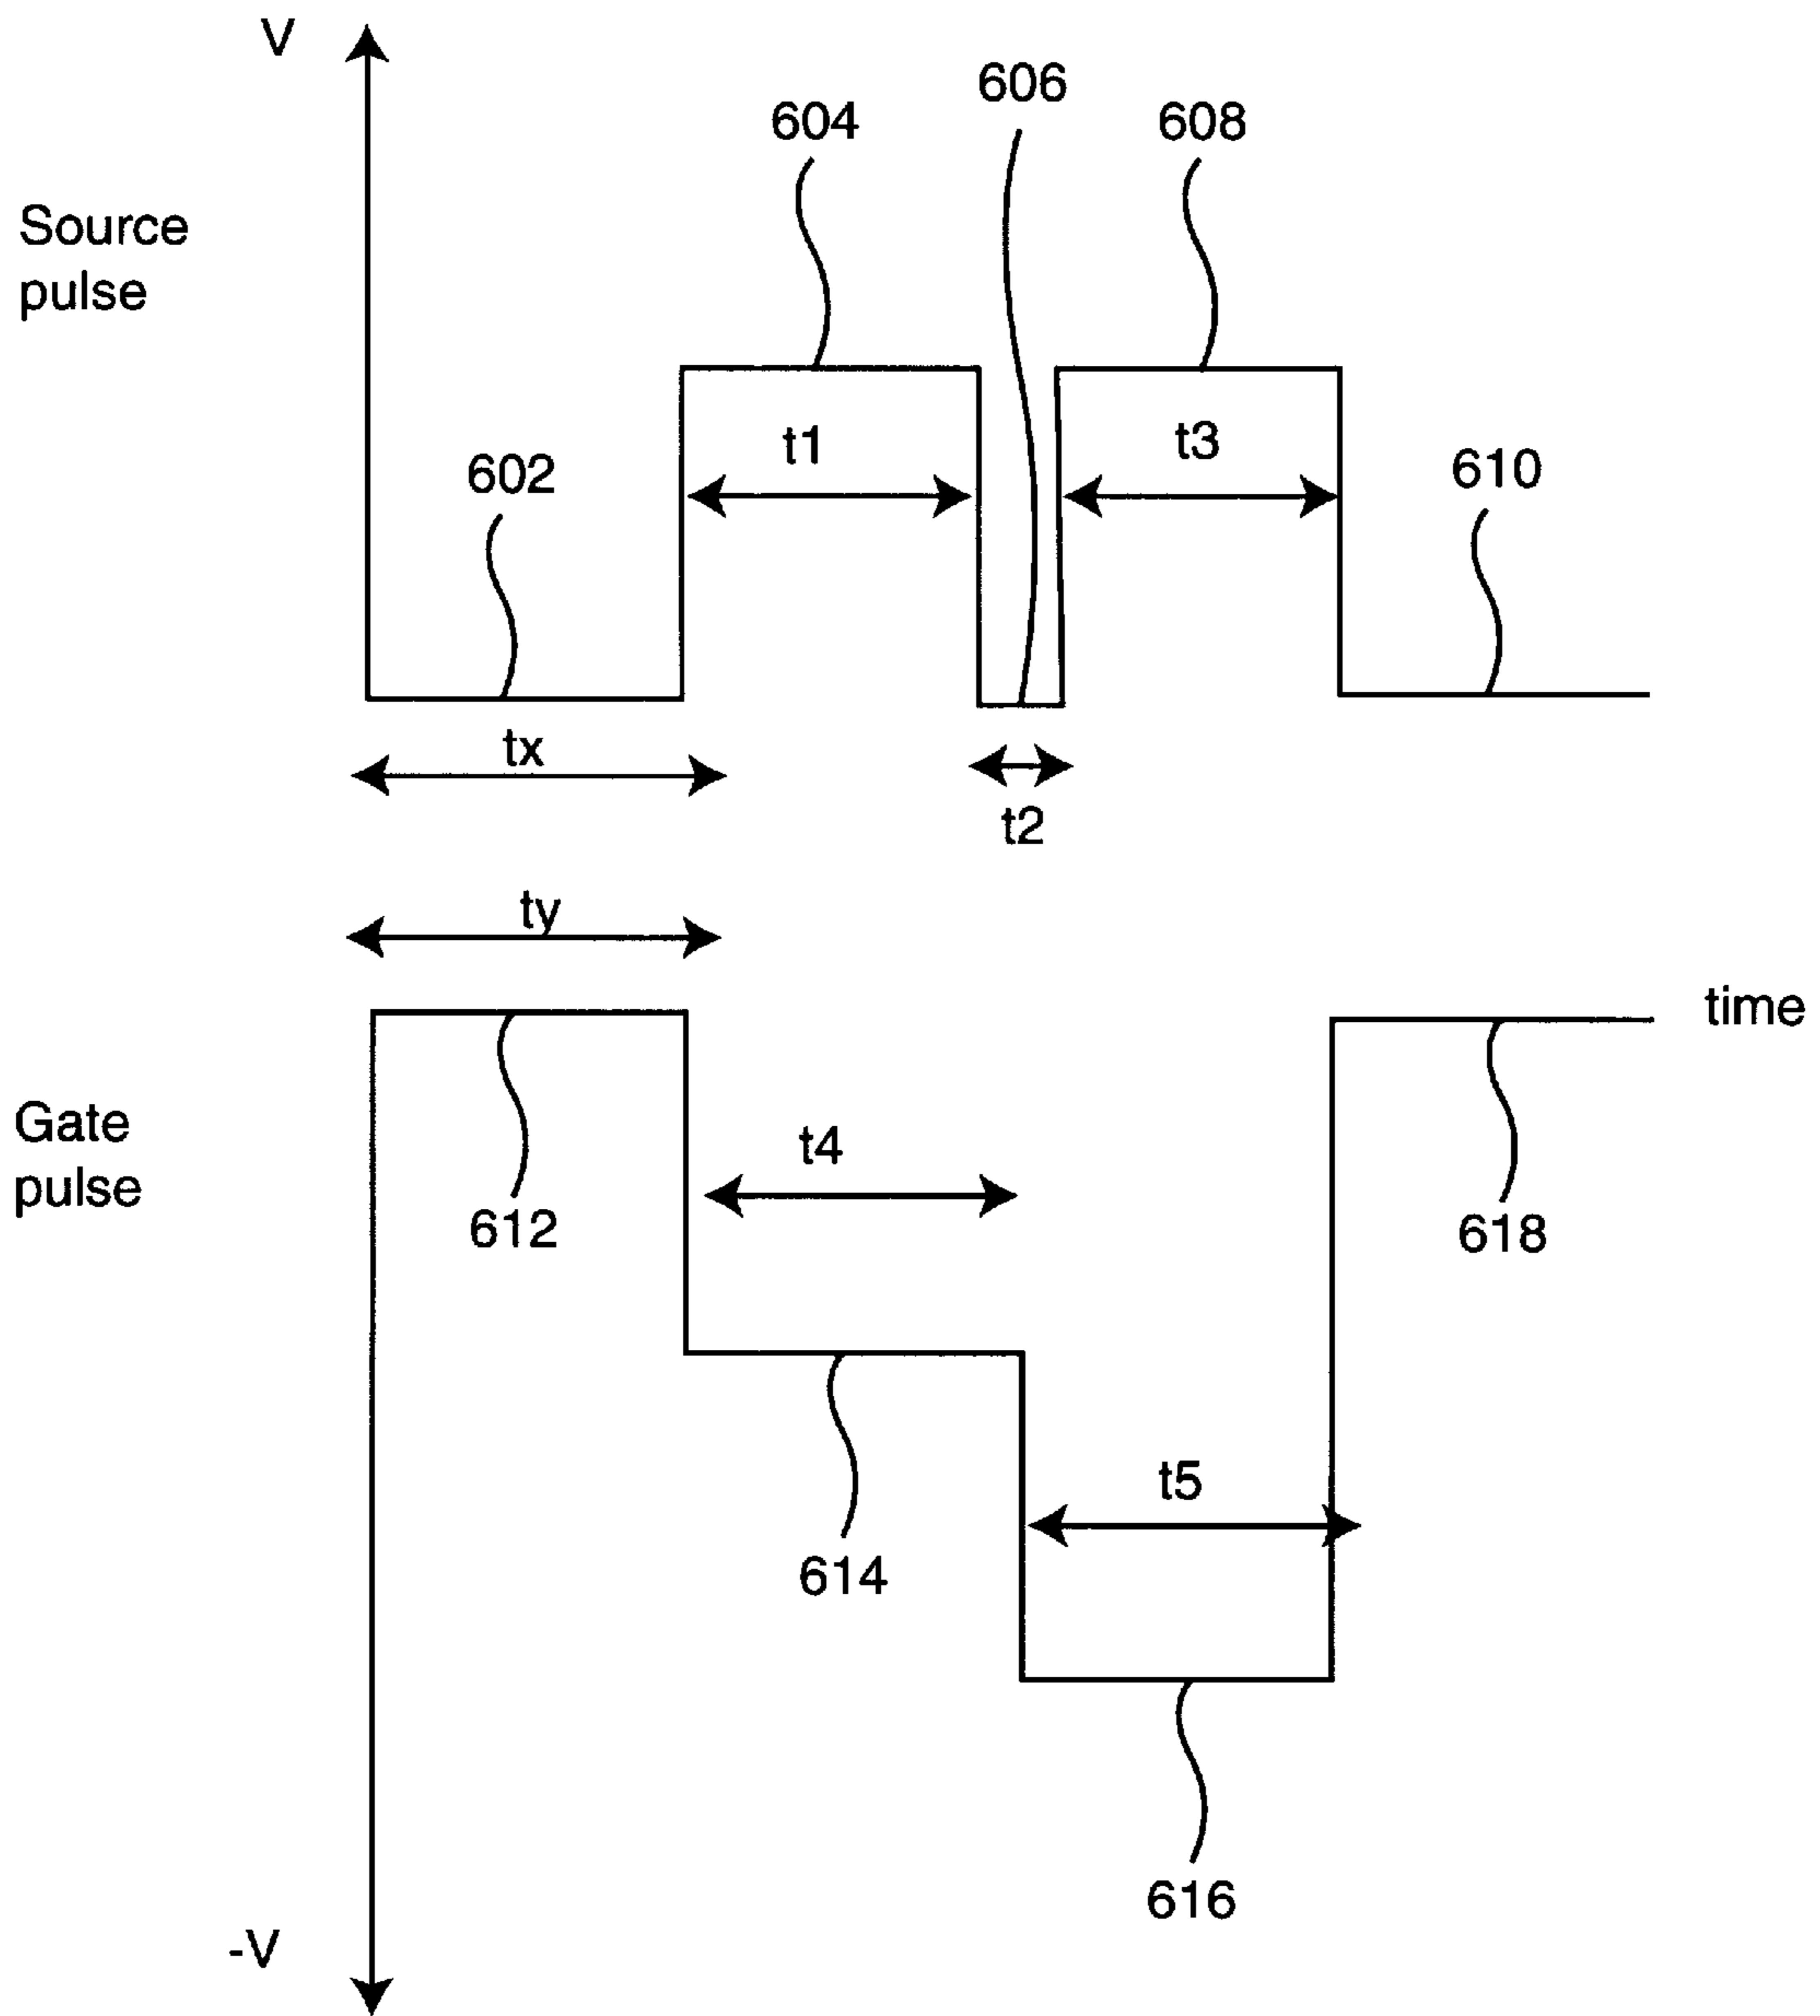 V
606
604
608
Source
pulse
t1
t3
602
610
tx
t2
ty
time
Gate
pulse
t4
612
618
t5
614
616
-V